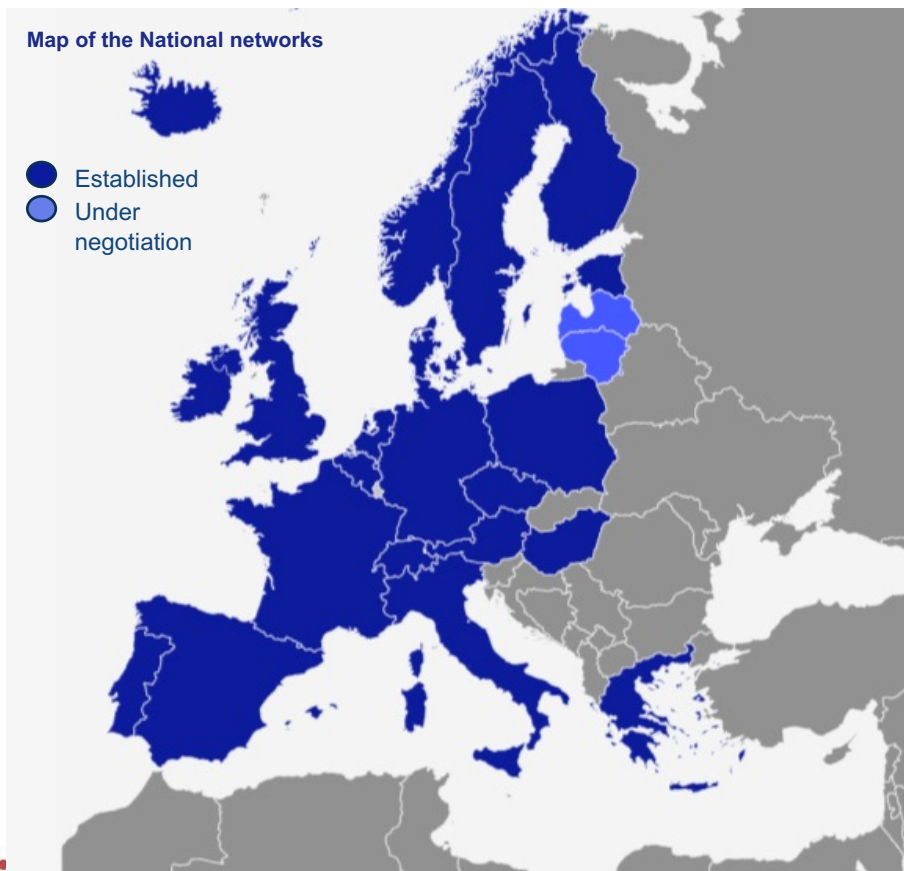 Map of the National networks
Established
Under
negotiation